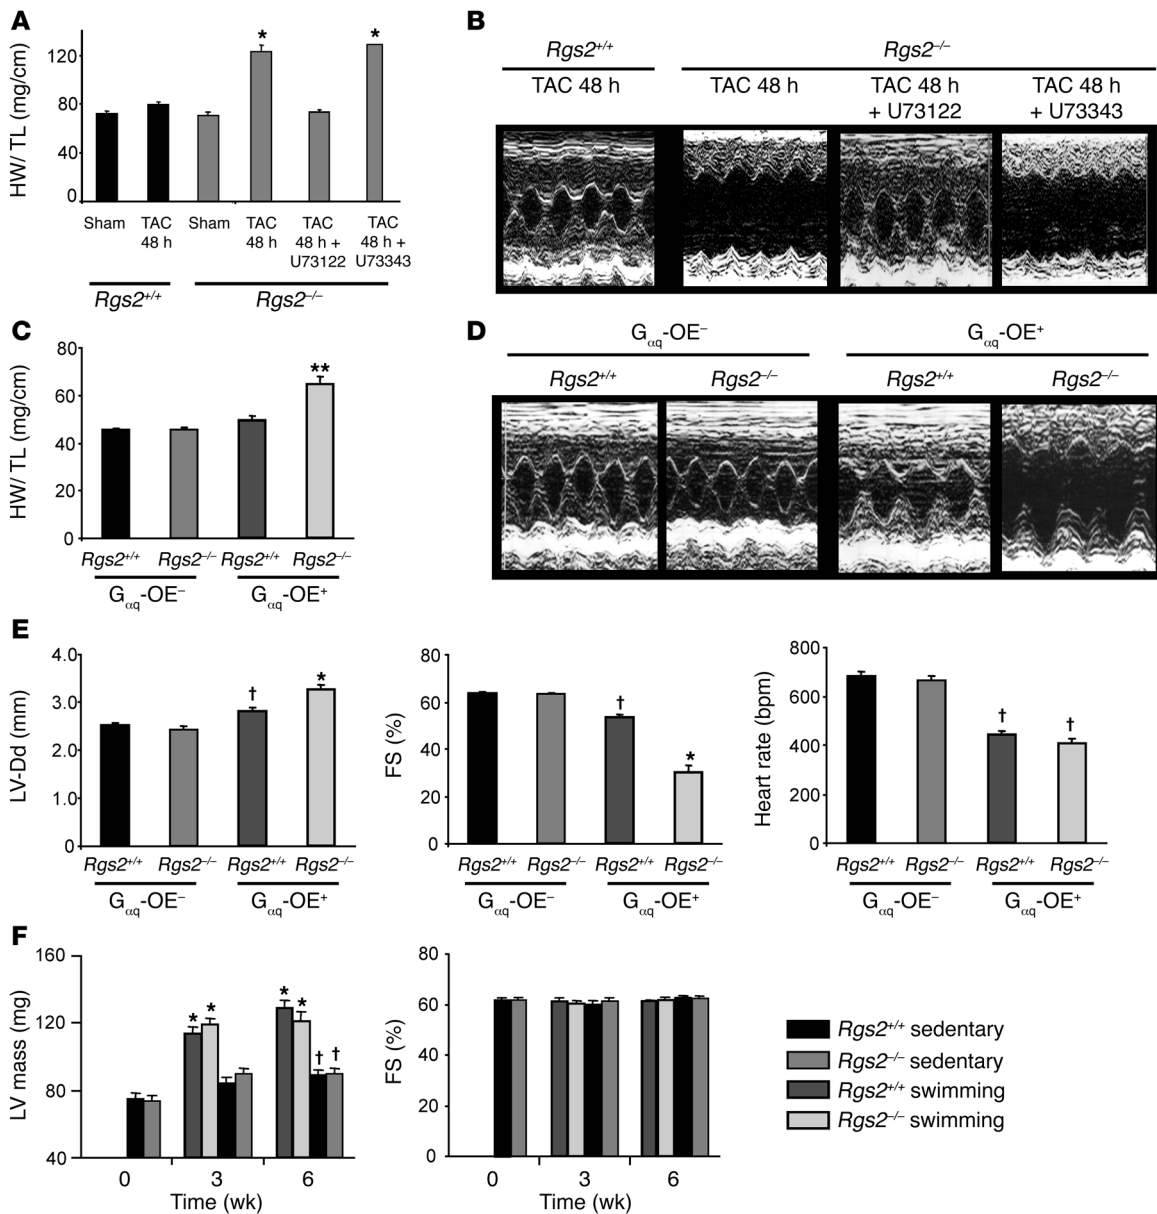 A
HW/ TL (mg/cm)
120
80
40
0
Sham
TAC
48 h
Sham
TAC
48 h
TAC
48 h +
U73122
TAC
48 h +
U73343
*
*
Rgs2+/+
Rgs2–/–
B
Rgs2+/+
Rgs2–/–
TAC 48 h
TAC 48 h
TAC 48 h
+ U73122
TAC 48 h
+ U73343
C
HW/ TL (mg/cm)
80
60
40
20
0
**
Rgs2+/+ Rgs2–/– Rgs2+/+ Rgs2–/–
Gαq-OE–
Gαq-OE+
D
Gαq-OE–
Gαq-OE+
Rgs2+/+
Rgs2–/–
Rgs2+/+
Rgs2–/–
E
LV-Dd (mm)
4.0
3.0
2.0
1.0
0
†
*
Rgs2+/+ Rgs2–/– Rgs2+/+ Rgs2–/–
Gαq-OE–
Gαq-OE+
FS (%)
80
60
40
20
0
†
*
Rgs2+/+ Rgs2–/– Rgs2+/+ Rgs2–/–
Gαq-OE–
Gαq-OE+
Heart rate (bpm)
800
600
400
200
0
†
†
Rgs2+/+ Rgs2–/– Rgs2+/+ Rgs2–/–
Gαq-OE–
Gαq-OE+
F
LV mass (mg)
160
120
80
40
* *
* *
† †
0
3
6
Time (wk)
FS (%)
80
60
40
20
0
0
3
6
Time (wk)
Rgs2+/+ sedentary
Rgs2–/– sedentary
Rgs2+/+ swimming
Rgs2–/– swimming